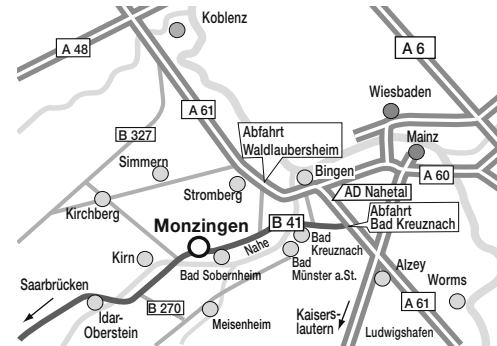 Koblenz
A 48
A 6
Wiesbaden
A 61
Mainz
B 327
Abfahrt
Waldlaubersheim
Simmern
Bingen
A 60
Stromberg
AD Nahetal
Kirchberg
Abfahrt
Bad Kreuznach
Monzingen
B 41
Nahe
Bad
Kreuznach
Kirn
Bad Sobernheim
Bad
Münster a.St.
Alzey
Worms
Saarbrücken
B 270
A 61
Idar-
Oberstein
Meisenheim
Kaisers-
lautern
Ludwigshafen